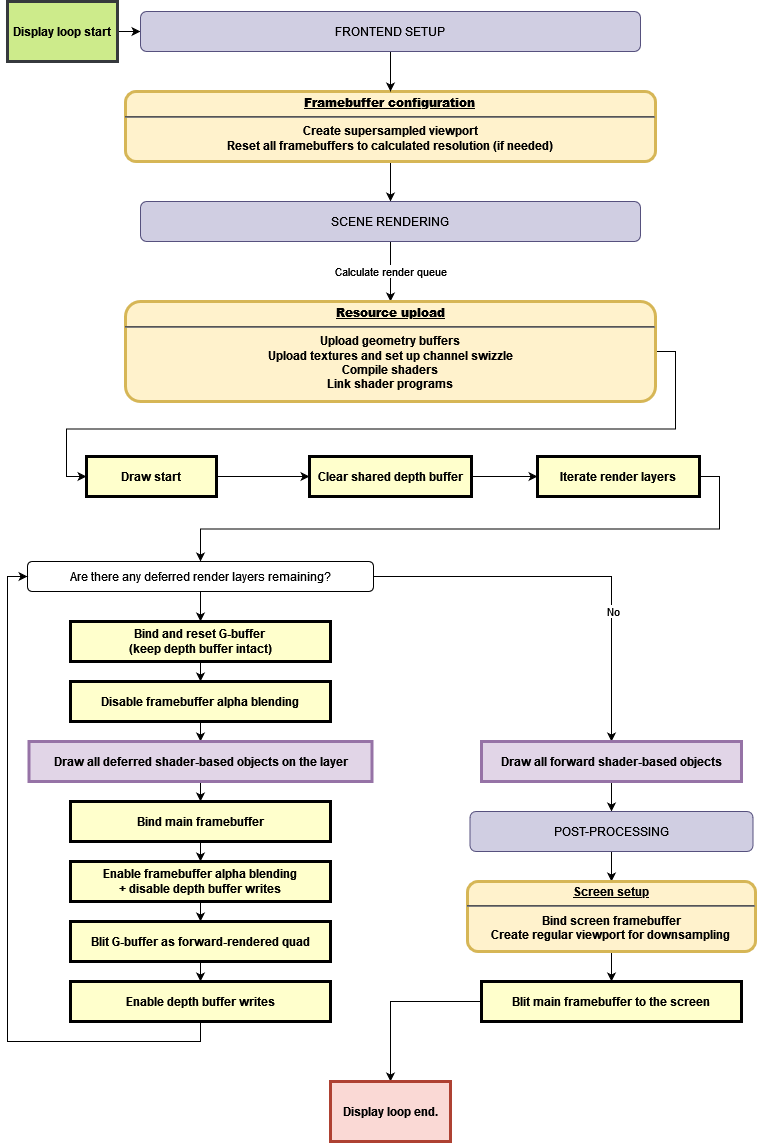 Display loop start
FRONTEND SETUP
Framebuffer configuration
Create supersampled viewport
Reset all framebuffers to calculated resolution (if needed)
SCENE RENDERING
Calculate render queue
Resource upload
Upload geometry buffers
Upload textures and set up channel swizzle
Compile shaders
Link shader programs
Draw start
Clear shared depth buffer
Iterate render layers
Are there any deferred render layers remaining?
No
Bind and reset G-buffer
(keep depth buffer intact)
Disable framebuffer alpha blending
Draw all deferred shader-based objects on the layer
Bind main framebuffer
Enable framebuffer alpha blending
+ disable depth buffer writes
Blit G-buffer as forward-rendered quad
Enable depth buffer writes
Draw all forward shader-based objects
POST-PROCESSING
Screen setup
Bind screen framebuffer
Create regular viewport for downsampling
Blit main framebuffer to the screen
Display loop end.